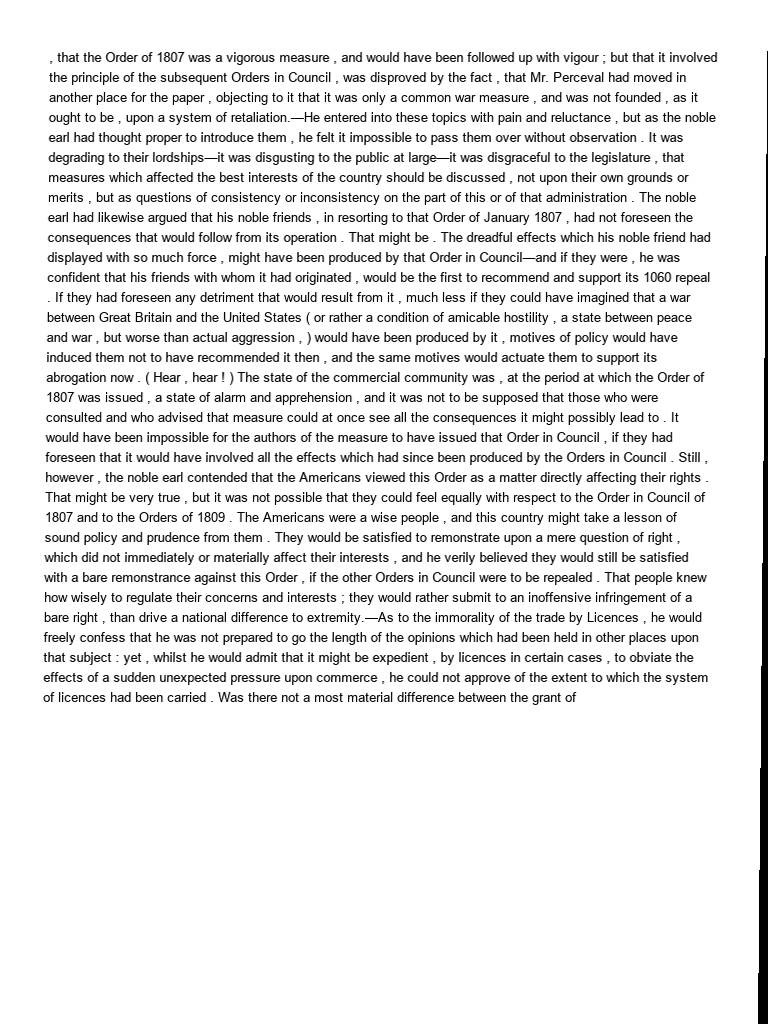 , that the Order of 1807 was a vigorous measure , and would have been followed up with vigour ; but that it involved
the principle of the subsequent Orders in Council , was disproved by the fact , that Mr. Perceval had moved in
another place for the paper , objecting to it that it was only a common war measure , and was not founded , as it
ought to be , upon a system of retaliation.—He entered into these topics with pain and reluctance , but as the noble
earl had thought proper to introduce them , he felt it impossible to pass them over without observation . It was
degrading to their lordships—it was disgusting to the public at large—it was disgraceful to the legislature , that
measures which affected the best interests of the country should be discussed , not upon their own grounds or
merits , but as questions of consistency or inconsistency on the part of this or of that administration . The noble
earl had likewise argued that his noble friends , in resorting to that Order of January 1807 , had not foreseen the
consequences that would follow from its operation . That might be . The dreadful effects which his noble friend had
displayed with so much force , might have been produced by that Order in Council—and if they were , he was
confident that his friends with whom it had originated , would be the first to recommend and support its 1060 repeal
. If they had foreseen any detriment that would result from it , much less if they could have imagined that a war
between Great Britain and the United States ( or rather a condition of amicable hostility , a state between peace
and war , but worse than actual aggression , ) would have been produced by it , motives of policy would have
induced them not to have recommended it then , and the same motives would actuate them to support its
abrogation now . ( Hear , hear ! ) The state of the commercial community was , at the period at which the Order of
1807 was issued , a state of alarm and apprehension , and it was not to be supposed that those who were
consulted and who advised that measure could at once see all the consequences it might possibly lead to . It
would have been impossible for the authors of the measure to have issued that Order in Council , if they had
foreseen that it would have involved all the effects which had since been produced by the Orders in Council . Still ,
however , the noble earl contended that the Americans viewed this Order as a matter directly affecting their rights .
That might be very true , but it was not possible that they could feel equally with respect to the Order in Council of
1807 and to the Orders of 1809 . The Americans were a wise people , and this country might take a lesson of
sound policy and prudence from them . They would be satisfied to remonstrate upon a mere question of right ,
which did not immediately or materially affect their interests , and he verily believed they would still be satisfied
with a bare remonstrance against this Order , if the other Orders in Council were to be repealed . That people knew
how wisely to regulate their concerns and interests ; they would rather submit to an inoffensive infringement of a
bare right , than drive a national difference to extremity.—As to the immorality of the trade by Licences , he would
freely confess that he was not prepared to go the length of the opinions which had been held in other places upon
that subject : yet , whilst he would admit that it might be expedient , by licences in certain cases , to obviate the
effects of a sudden unexpected pressure upon commerce , he could not approve of the extent to which the system
of licences had been carried . Was there not a most material difference between the grant of